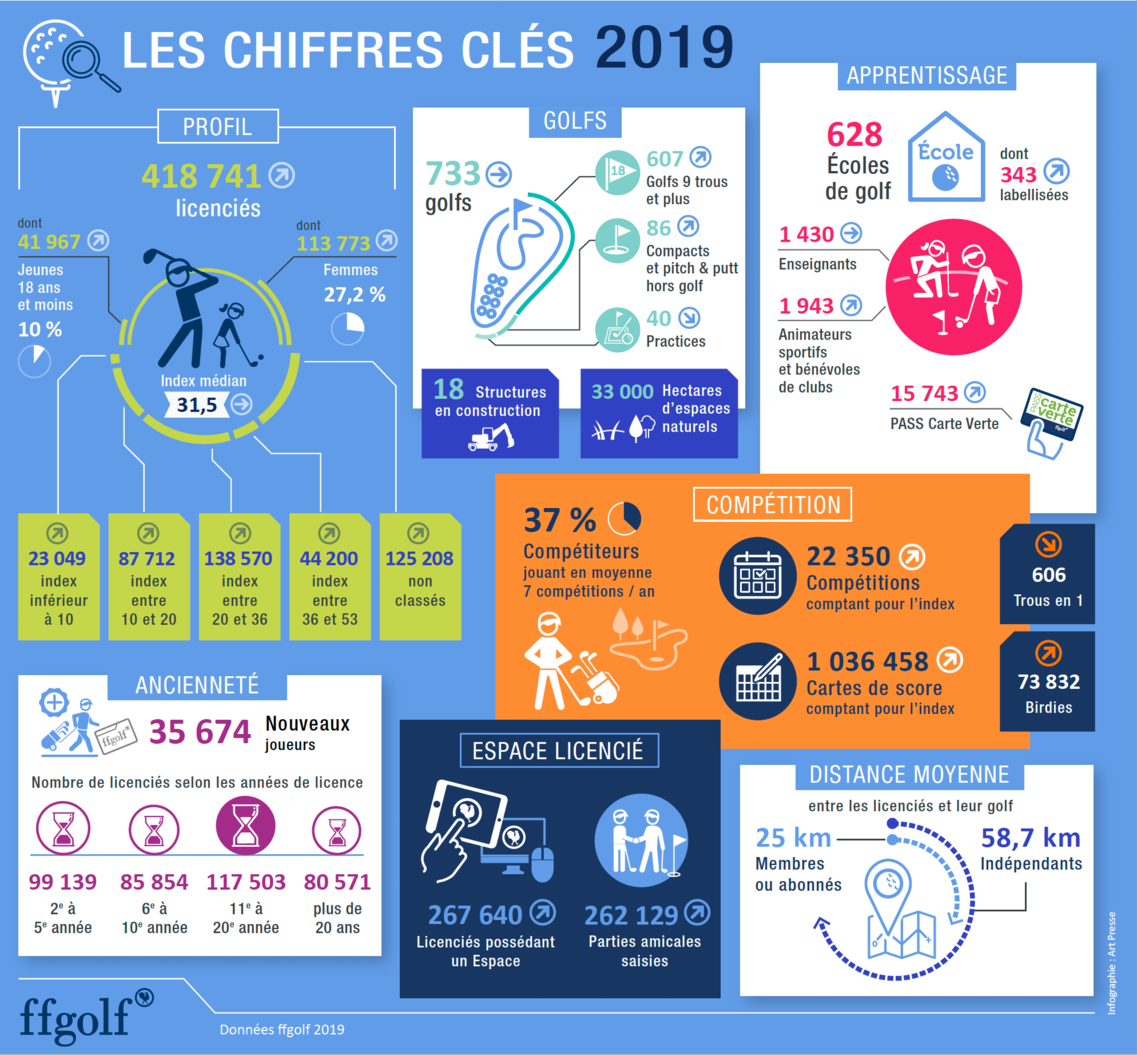 LES CHIFFRES CLÉS 2019
PROFIL
418 741
licenciés
dont
41 967
Jeunes
18 ans
et moins
10 %
dont
113 773
Femmes
27,2 %
Index médian
31,5
23 049
index
inférieur
à 10
87 712
index
entre
10 et 20
138 570
index
entre
20 et 36
44 200
index
entre
36 et 53
125 208
non
classés
GOLFS
733
golfs
18
607
Golfs 9 trous
et plus
86
Compacts
et pitch & putt
hors golf
40
Practices
18 Structures
en construction
33 000 Hectares
d'espaces
naturels
APPRENTISSAGE
628
Écoles
de golf
École
dont
343
labellisées
1 430
Enseignants
1 943
Animateurs
sportifs
et bénévoles
de clubs
15 743
PASS Carte Verte
PASS
carte
verte
ffgolf
COMPÉTITION
37 %
Compétiteurs
jouant en moyenne
7 compétitions / an
22 350
Compétitions
comptant pour l'index
1 036 458
Cartes de score
comptant pour l'index
606
Trous en 1
73 832
Birdies
ANCIENNETÉ
ffgolf
35 674 Nouveaux
joueurs
Nombre de licenciés selon les années de licence
99 139
2e à
5e année
85 854
6e à
10e année
117 503
11e à
20e année
80 571
plus de
20 ans
ESPACE LICENCIÉ
267 640
Licenciés possédant
un Espace
262 129
Parties amicales
saisies
DISTANCE MOYENNE
entre les licenciés et leur golf
25 km
Membres
ou abonnés
58,7 km
Indépendants
Infographie : Art Presse
ffgolf
Données ffgolf 2019